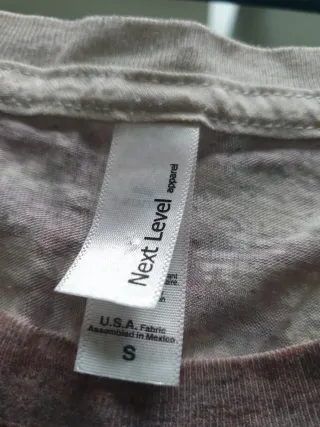 Next Level apparel
U.S.A. Fabric
Assembled in Mexico
S